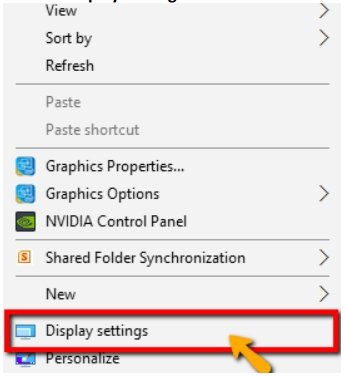 View
Sort by
Refresh
Paste
Paste shortcut
Graphics Properties...
Graphics Options
NVIDIA Control Panel
S Shared Folder Synchronization
New
Display settings
Personalize